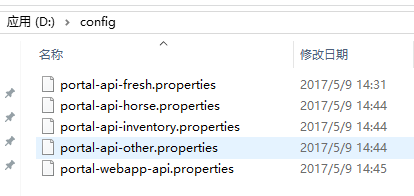 应用 (D:) › config
名称 修改日期
portal-api-fresh.properties 2017/5/9 14:31
portal-api-horse.properties 2017/5/9 14:44
portal-api-inventory.properties 2017/5/9 14:44
portal-api-other.properties 2017/5/9 14:44
portal-webapp-api.properties 2017/5/9 14:45